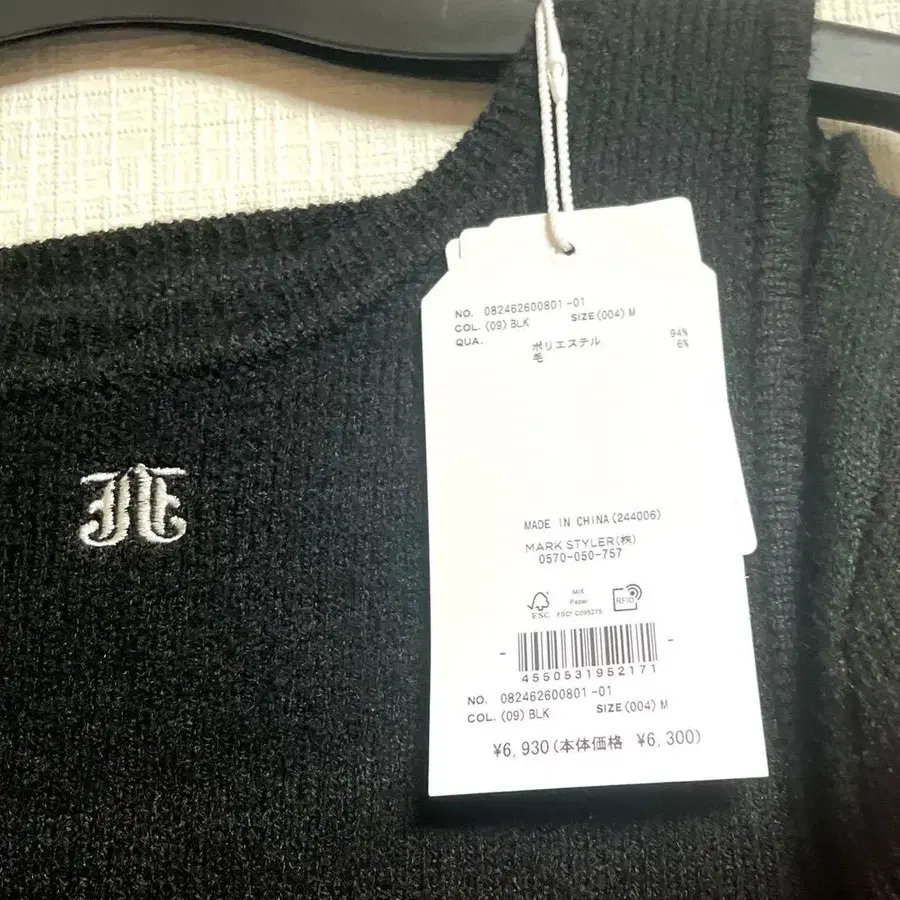 NO. 082462600801-01
COL. (09) BLK SIZE(004) M
QUA. ポリエステル 94%
毛 6%
MADE IN CHINA(244006)
MARK STYLER(株)
0570-050-757
MIX
Paper
RFID
4550531952171
NO. 082462600801-01
COL. (09) BLK SIZE(004) M
¥6,930(本体価格 ¥6,300)